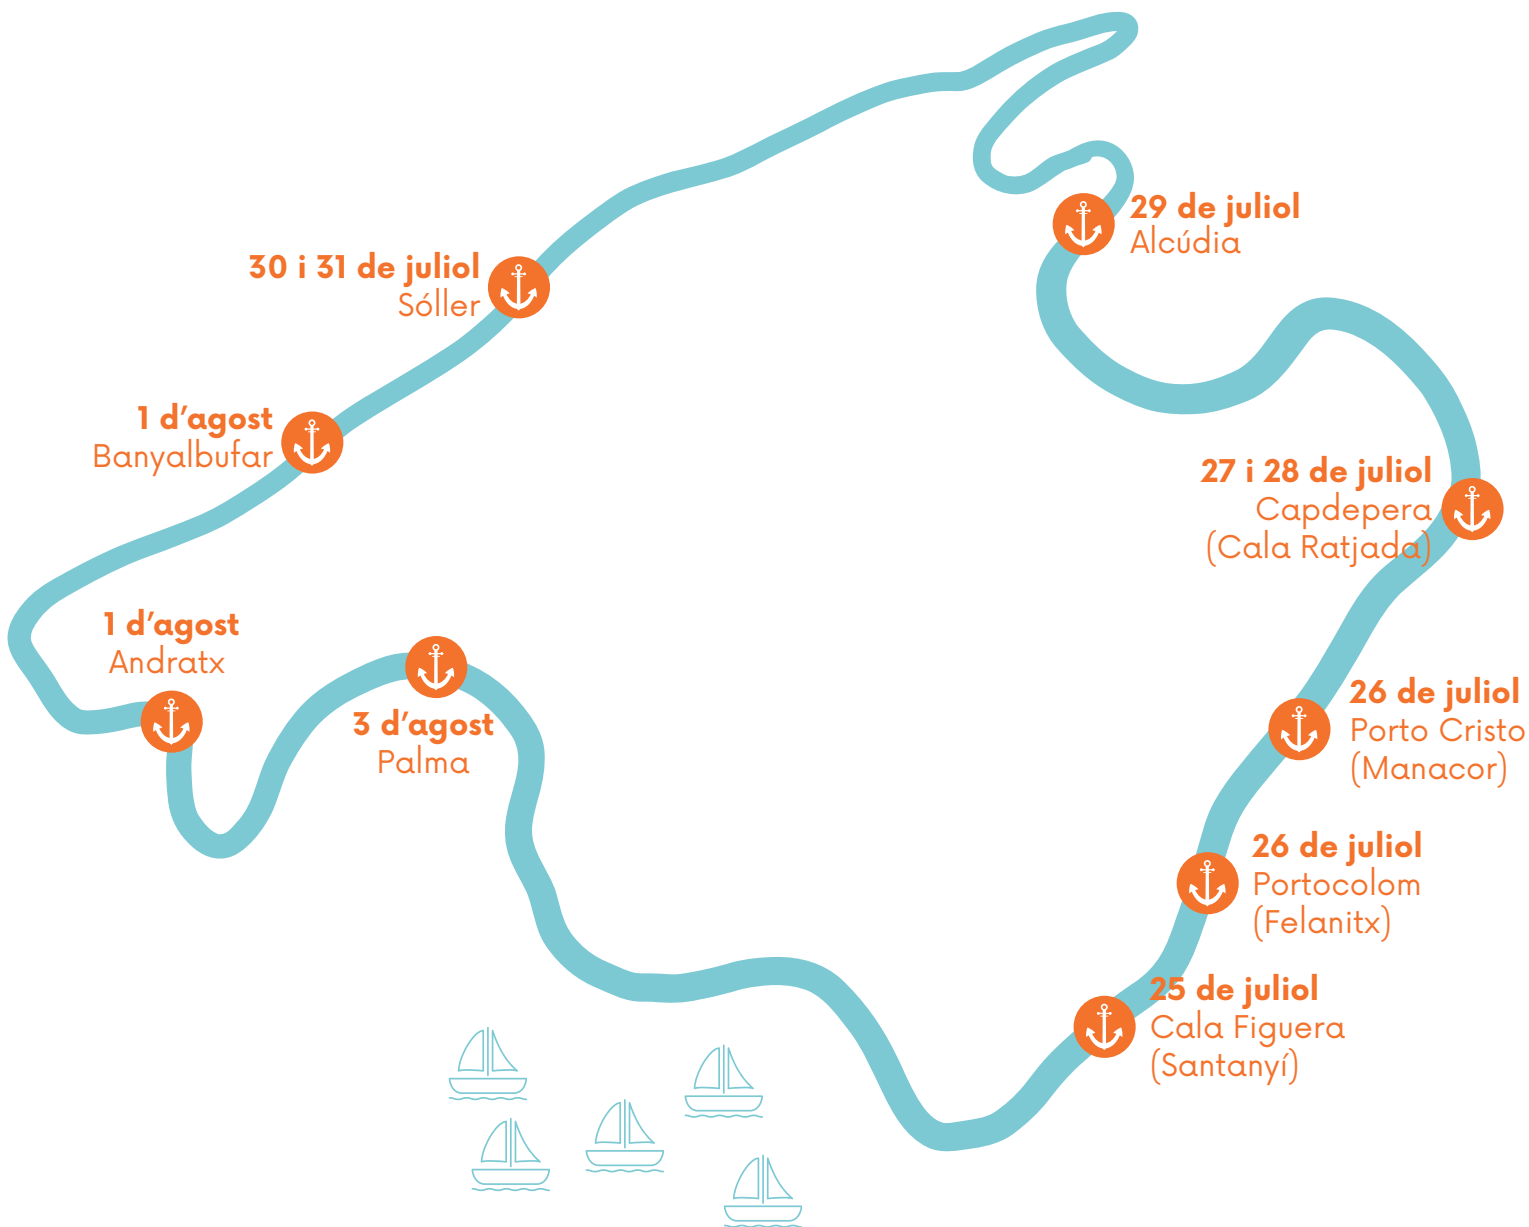 29 de juliol
Alcúdia
30 i 31 de juliol
Sóller
1 d’agost
Banyalbufar
27 i 28 de juliol
Capdepera
(Cala Ratjada)
1 d’agost
Andratx
3 d’agost
Palma
26 de juliol
Porto Cristo
(Manacor)
26 de juliol
Portocolom
(Felanitx)
25 de juliol
Cala Figuera
(Santanyí)